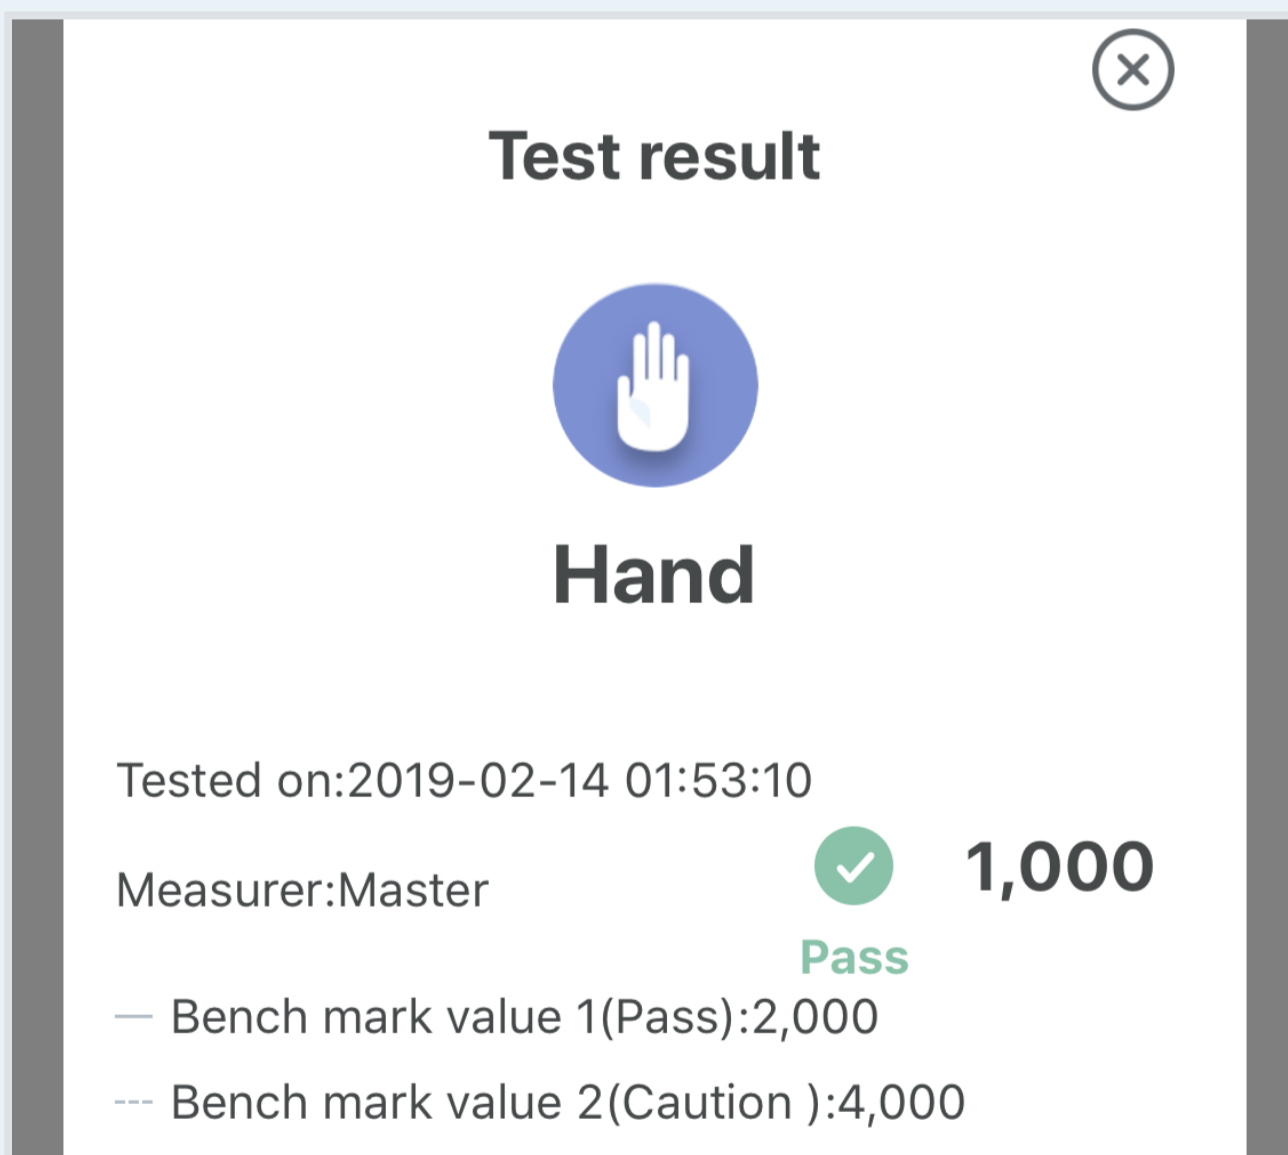 Test result
Hand
Tested on:2019-02-14 01:53:10
Measurer:Master
1,000
Pass
Bench mark value 1(Pass):2,000
Bench mark value 2(Caution ):4,000